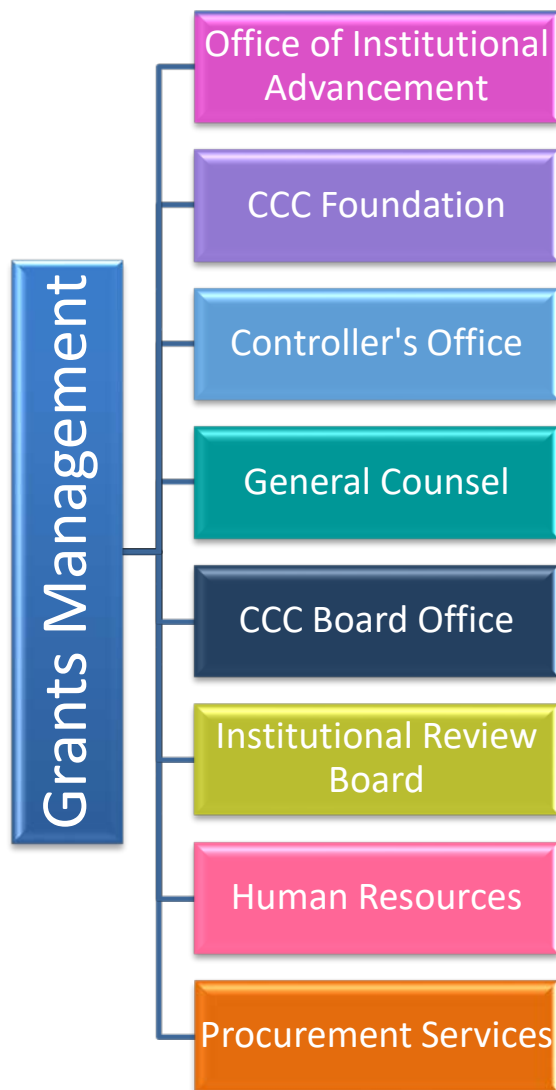 Office of Institutional
Advancement
CCC Foundation
Controller's Office
General Counsel
CCC Board Office
Institutional Review
Board
Human Resources
Procurement Services
Grants Management